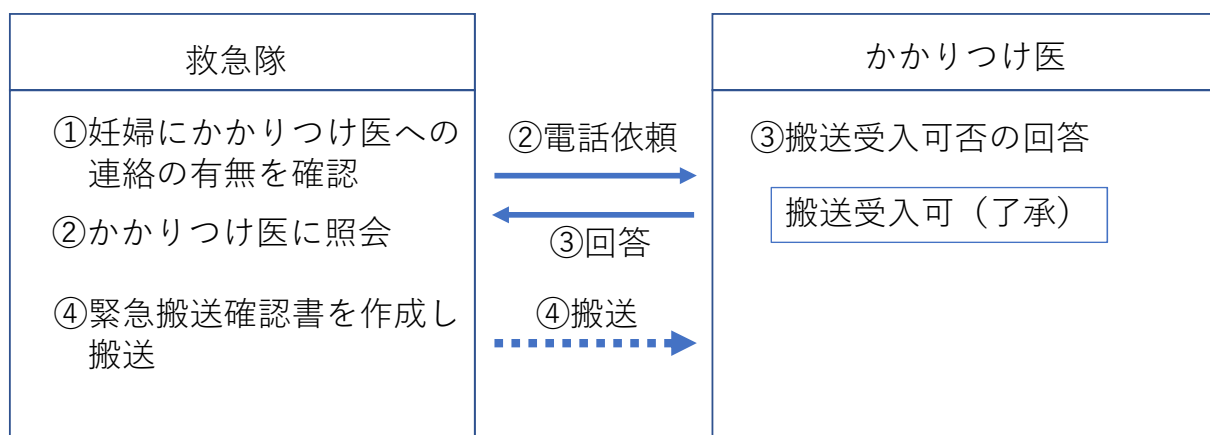 救急隊
①妊婦にかかりつけ医への
連絡の有無を確認
②かかりつけ医に照会
④緊急搬送確認書を作成し
搬送
②電話依頼
③回答
④搬送
かかりつけ医
③搬送受入可否の回答
搬送受入可（了承）